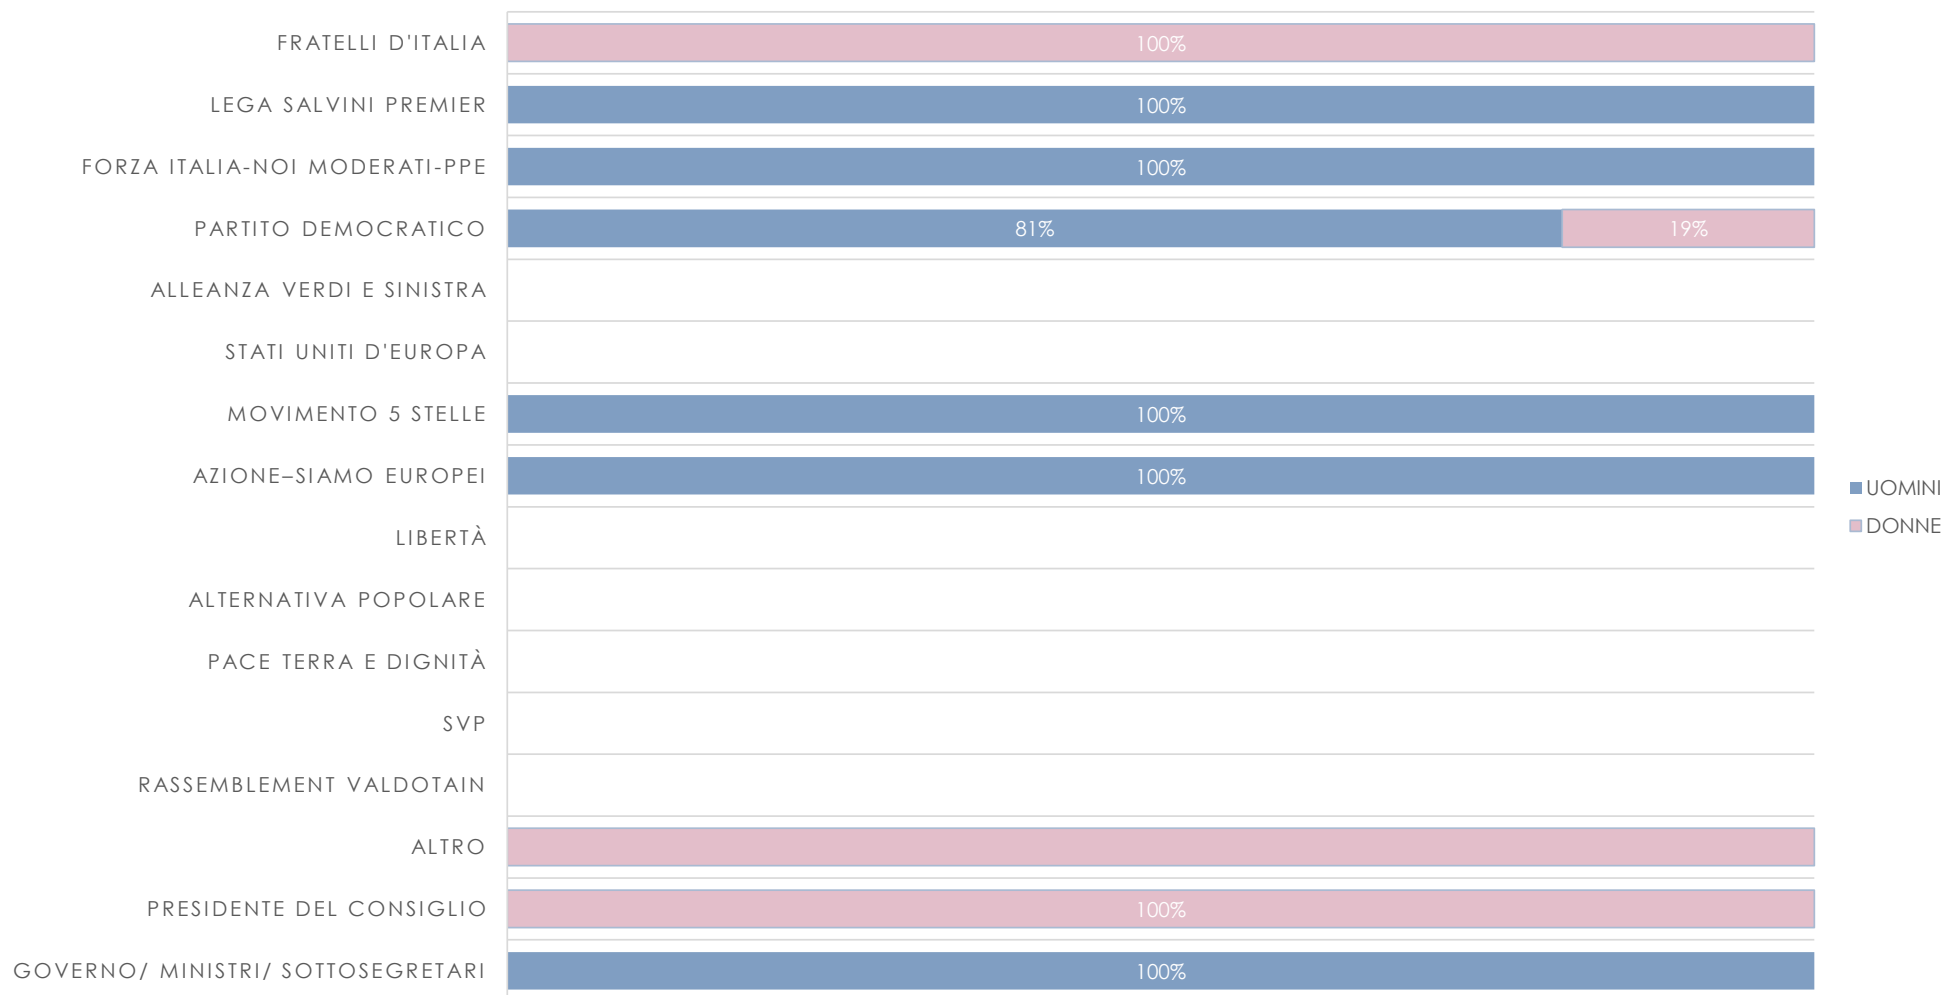 FRATELLI D'ITALIA 100%
LEGA SALVINI PREMIER 100%
FORZA ITALIA-NOI MODERATI-PPE 100%
PARTITO DEMOCRATICO 81% 19%
ALLEANZA VERDI E SINISTRA
STATI UNITI D'EUROPA
MOVIMENTO 5 STELLE 100%
AZIONE–SIAMO EUROPEI 100%
UOMINI
DONNE
LIBERTÀ
ALTERNATIVA POPOLARE
PACE TERRA E DIGNITÀ
SVP
RASSEMBLEMENT VALDOTAIN
ALTRO
PRESIDENTE DEL CONSIGLIO 100%
GOVERNO/ MINISTRI/ SOTTOSEGRETARI 100%